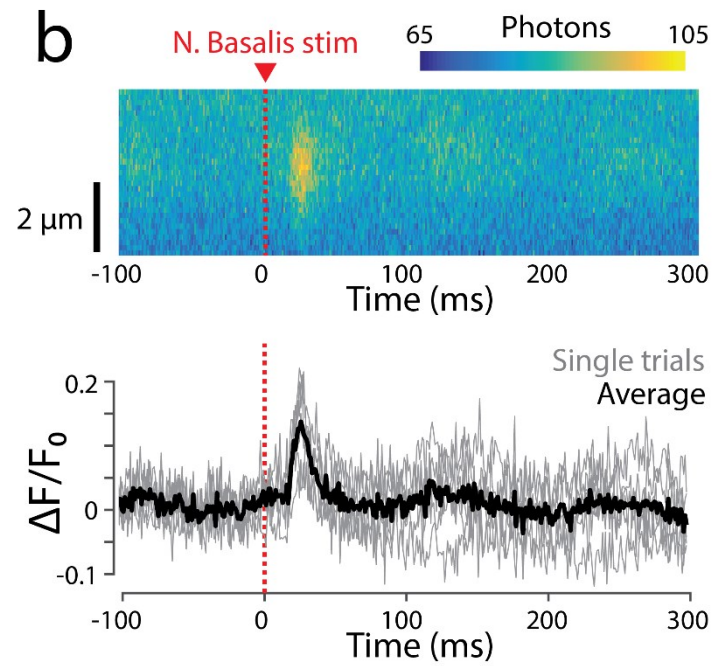 b
N. Basalis stim
65 Photons 105
2 µm
-100 0 100 200 300
Time (ms)
Single trials
Average
0.2
0
-0.1
ΔF/F₀
-100 0 100 200 300
Time (ms)